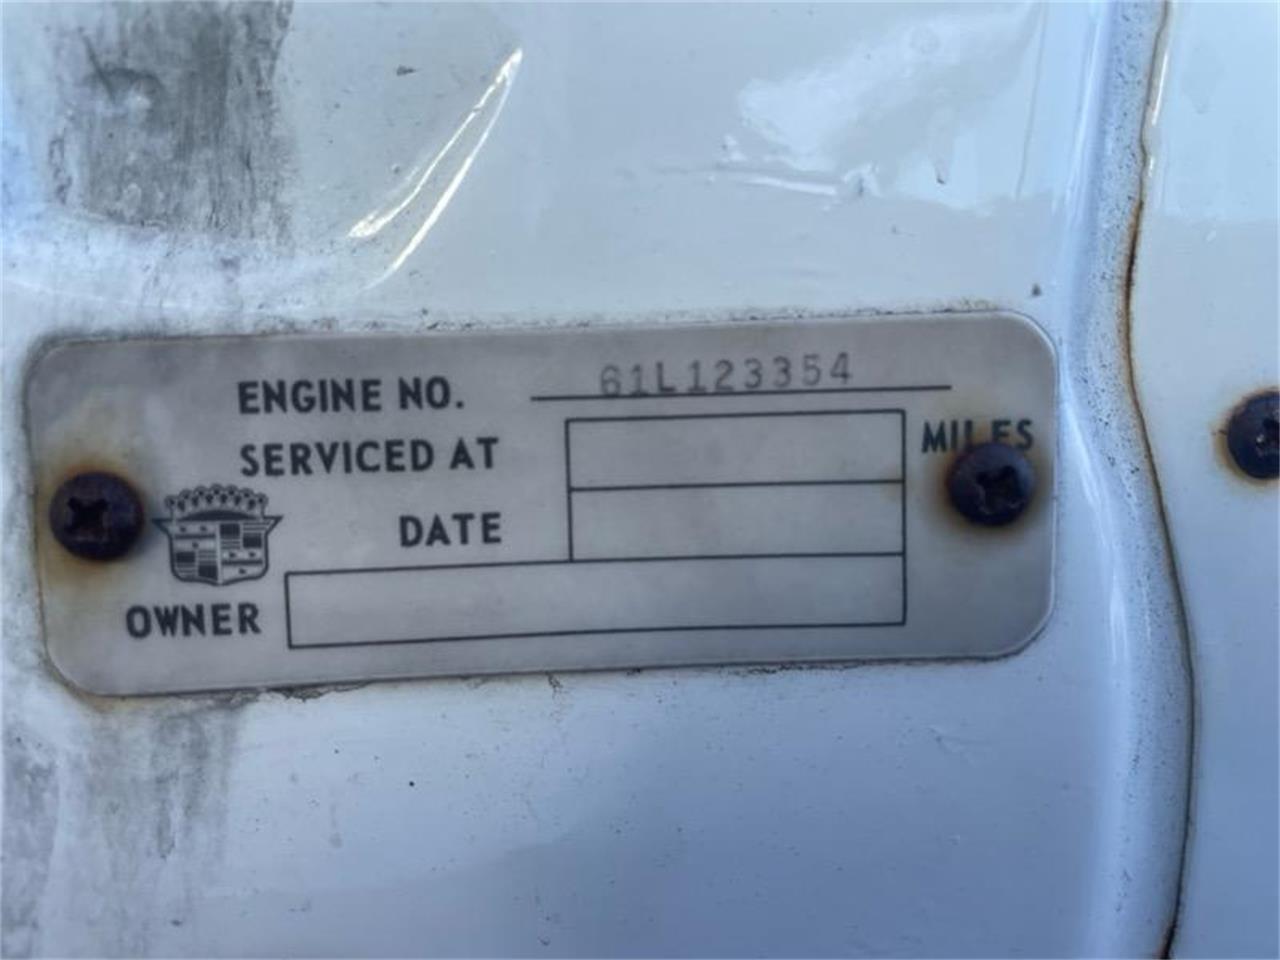 ENGINE NO. 61L123354
SERVICED AT MILES
DATE
OWNER